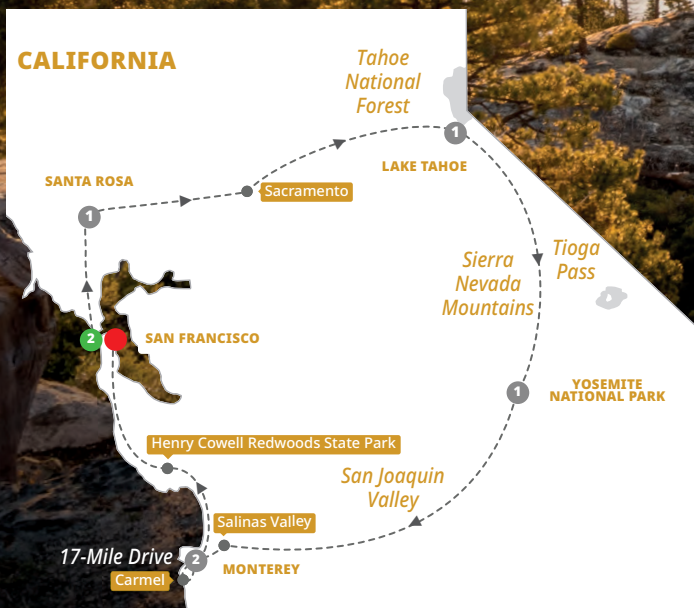 CALIFORNIA
Tahoe
National
Forest
1
LAKE TAHOE
SANTA ROSA
1
Sacramento
Sierra
Nevada
Mountains
Tioga
Pass
2
SAN FRANCISCO
1
YOSEMITE
NATIONAL PARK
Henry Cowell Redwoods State Park
San Joaquin
Valley
Salinas Valley
17-Mile Drive
2
MONTEREY
Carmel